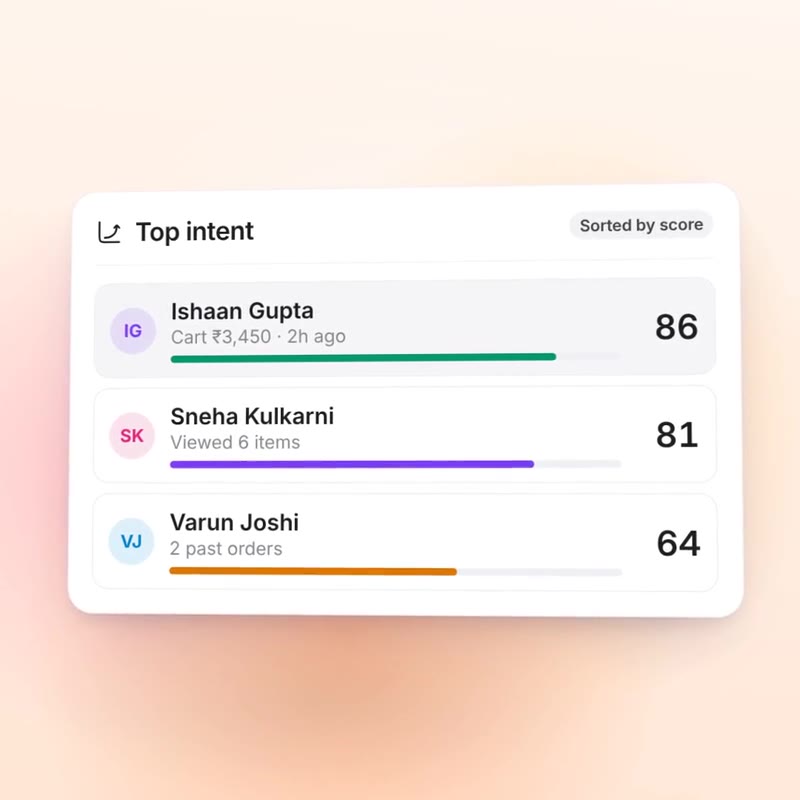 Top intent
Sorted by score
IG
Ishaan Gupta
Cart ₹3,450 · 2h ago
86
SK
Sneha Kulkarni
Viewed 6 items
81
VJ
Varun Joshi
2 past orders
64